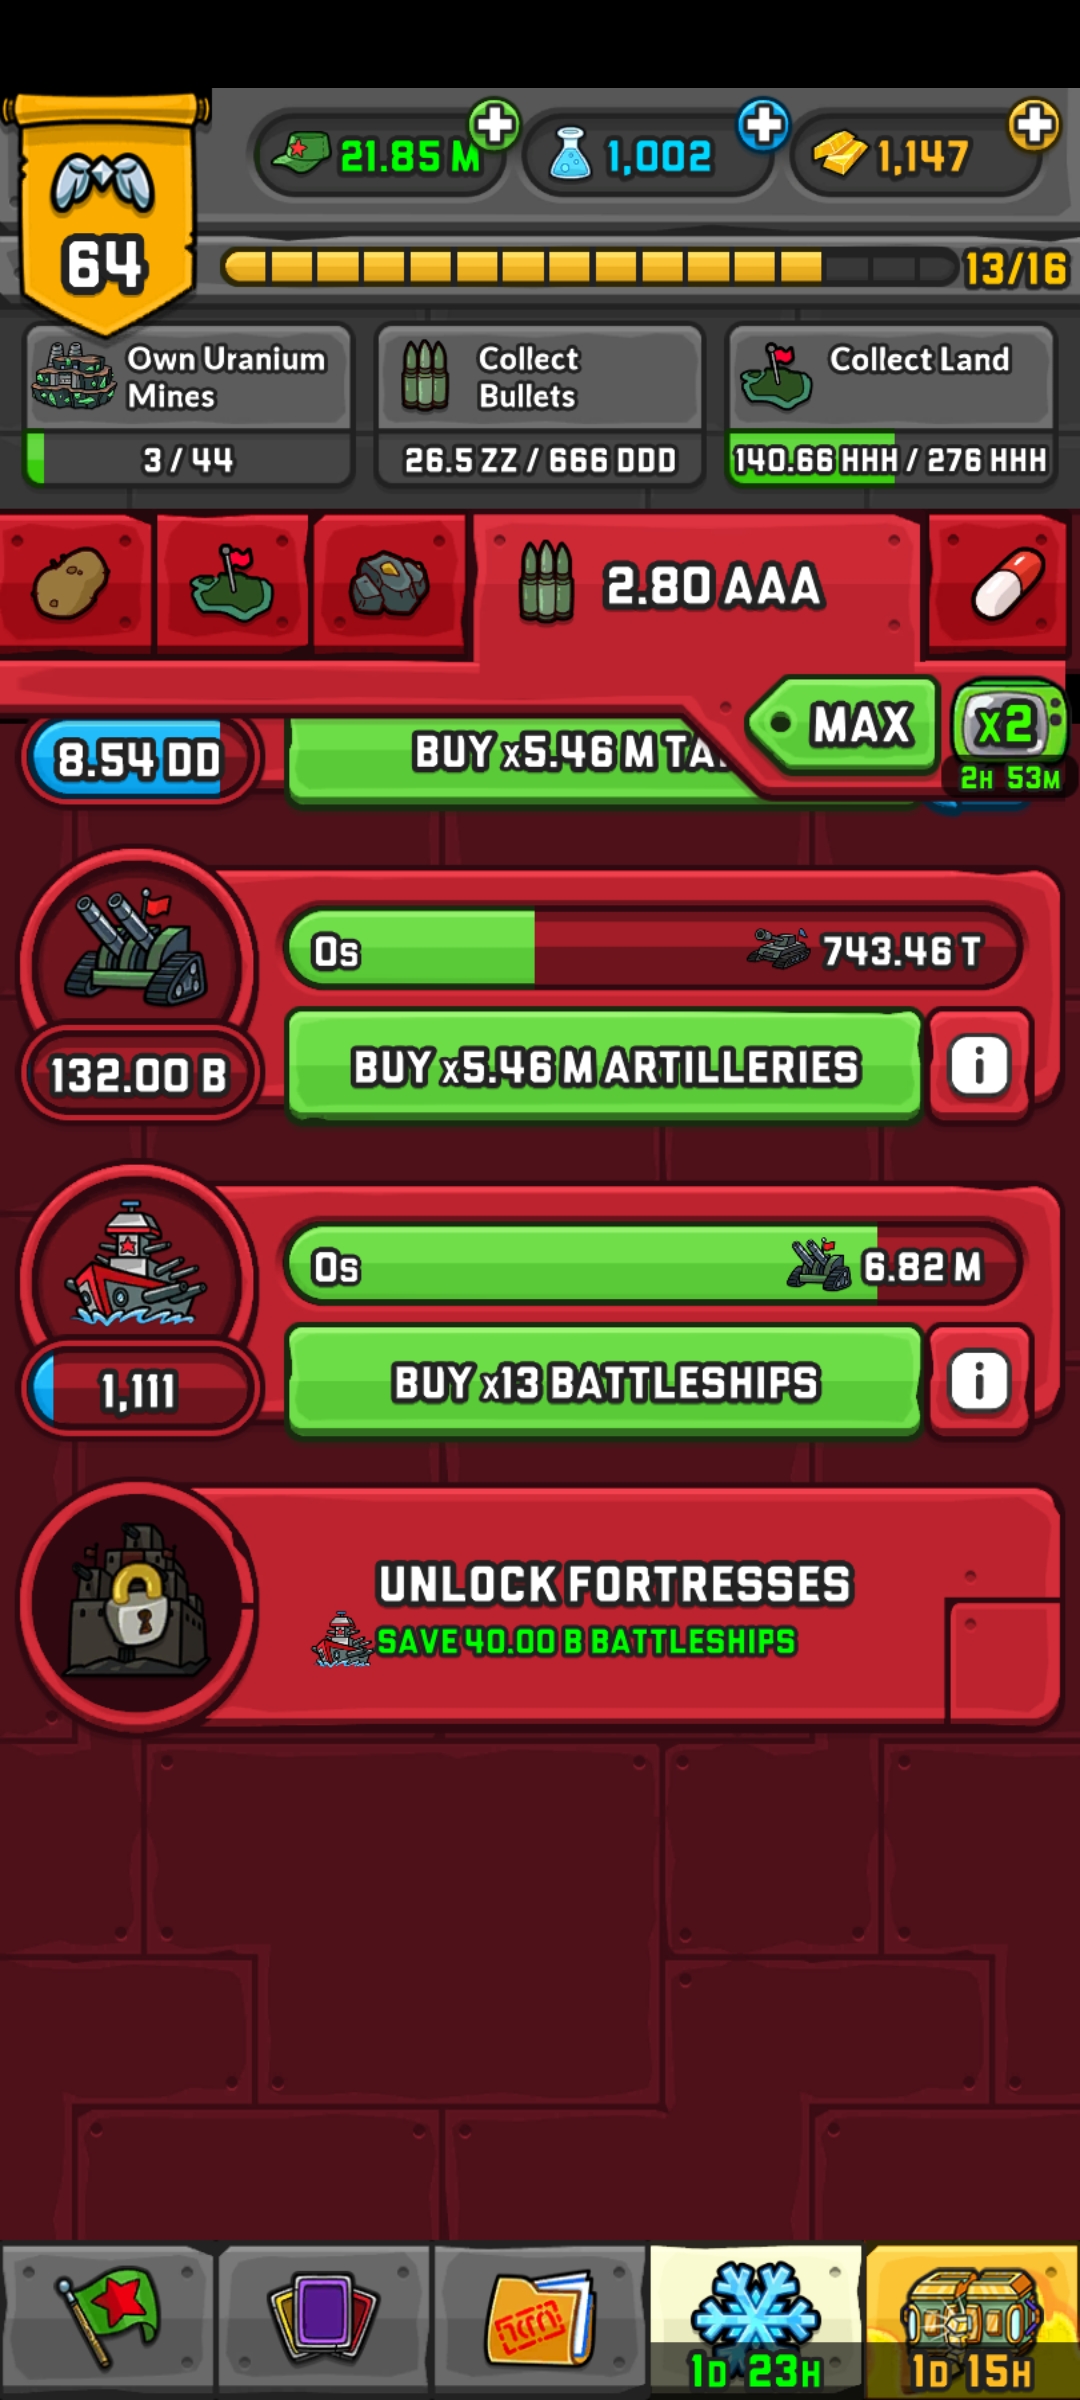 21.85 M
1,002
1,147
64
13/16
Own Uranium
Mines
3 / 44
Collect
Bullets
26.5 ZZ / 666 DDD
Collect Land
140.66 HHH / 276 HHH
2.80 AAA
MAX
x2
2H 53M
8.54 DD
BUY x5.46 M TA
0s
743.46 T
132.00 B
BUY x5.46 M ARTILLERIES
i
0s
6.82 M
1,111
BUY x13 BATTLESHIPS
i
UNLOCK FORTRESSES
SAVE 40.00 B BATTLESHIPS
1D 23H
1D 15H